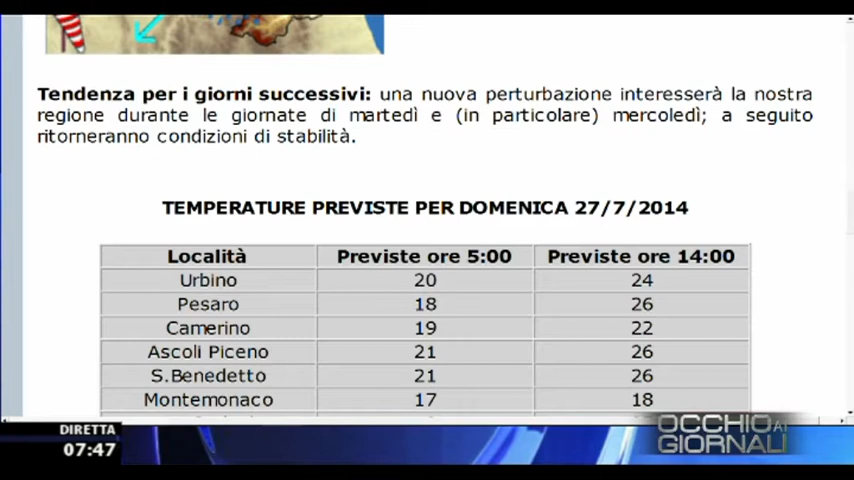 Tendenza per i giorni successivi: una nuova perturbazione interesserà la nostra
regione durante le giornate di martedì e (in particolare) mercoledì; a seguito
ritorneranno condizioni di stabilità.
TEMPERATURE PREVISTE PER DOMENICA 27/7/2014
Località Previste ore 5:00 Previste ore 14:00
Urbino 20 24
Pesaro 18 26
Camerino 19 22
Ascoli Piceno 21 26
S.Benedetto 21 26
Montemonaco 17 18
DIRETTA
07:47
OCCHIO AI
GIORNALI